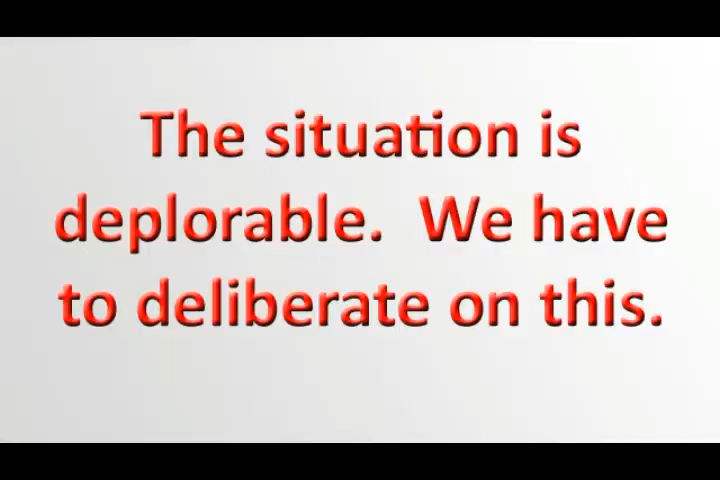 The situation is
deplorable.  We have
to deliberate on this.